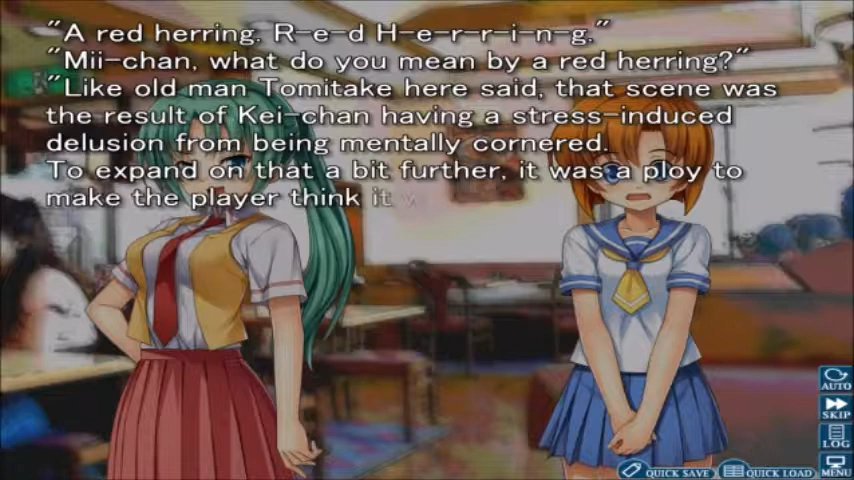 "A red herring. R-e-d H-e-r-r-i-n-g."
"Mii-chan, what do you mean by a red herring?"
"Like old man Tomitake here said, that scene was
the result of Kei-chan having a stress-induced
delusion from being mentally cornered.
To expand on that a bit further, it was a ploy to
make the player think it w
AUTO
SKIP
LOG
QUICK SAVE QUICK LOAD MENU